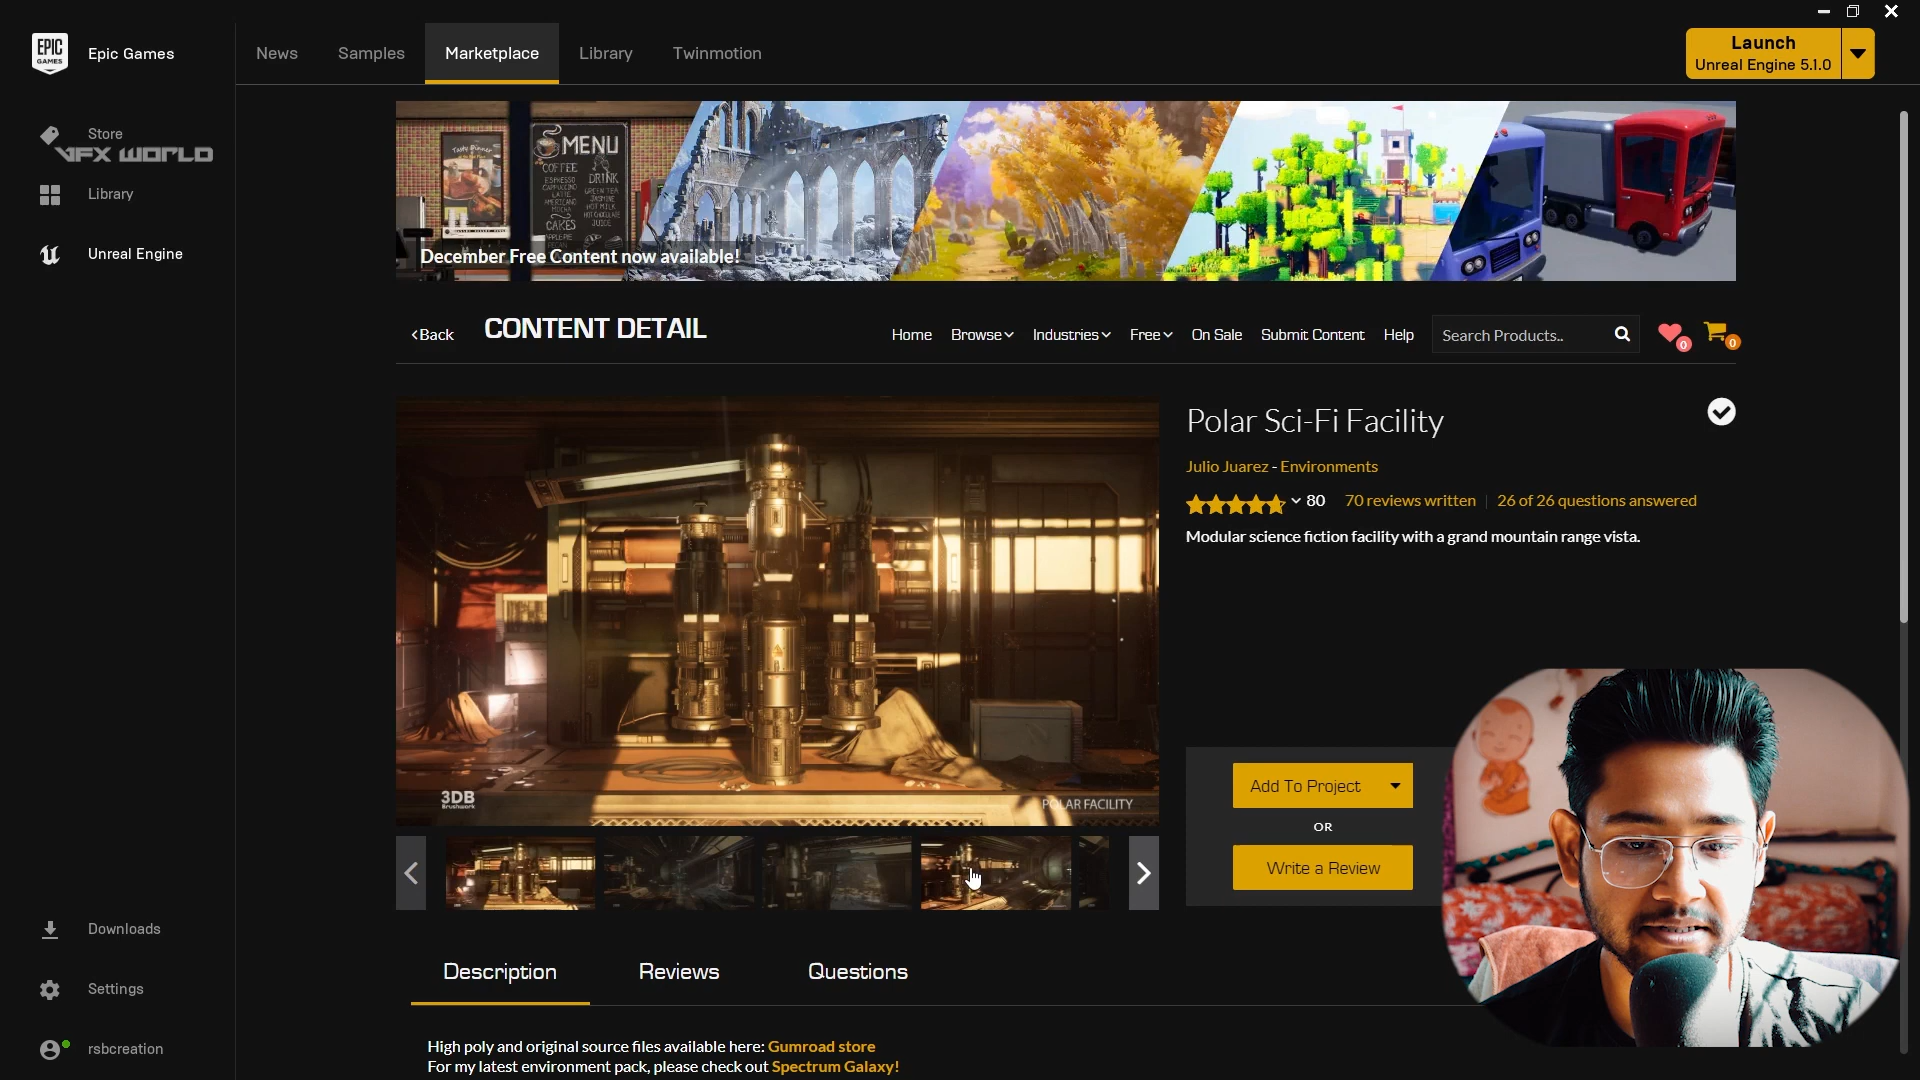 EPIC
GAMES
Epic Games
News
Samples
Marketplace
Library
Twinmotion
Launch
Unreal Engine 5.1.0
Store
VFX WORLD
Library
Unreal Engine
MENU
COFFEE
DRINK
ESPRESSO
LATTE
CAKES
December Free Content now available!
Back
CONTENT DETAIL
Home
Browse
Industries
Free
On Sale
Submit Content
Help
Search Products..
0
0
Polar Sci-Fi Facility
Julio Juarez - Environments
80
70 reviews written
26 of 26 questions answered
Modular science fiction facility with a grand mountain range vista.
3DB
Brushwork
POLAR FACILITY
Add To Project
OR
Write a Review
Description
Reviews
Questions
High poly and original source files available here: Gumroad store
For my latest environment pack, please check out Spectrum Galaxy!
Downloads
Settings
rsbcreation